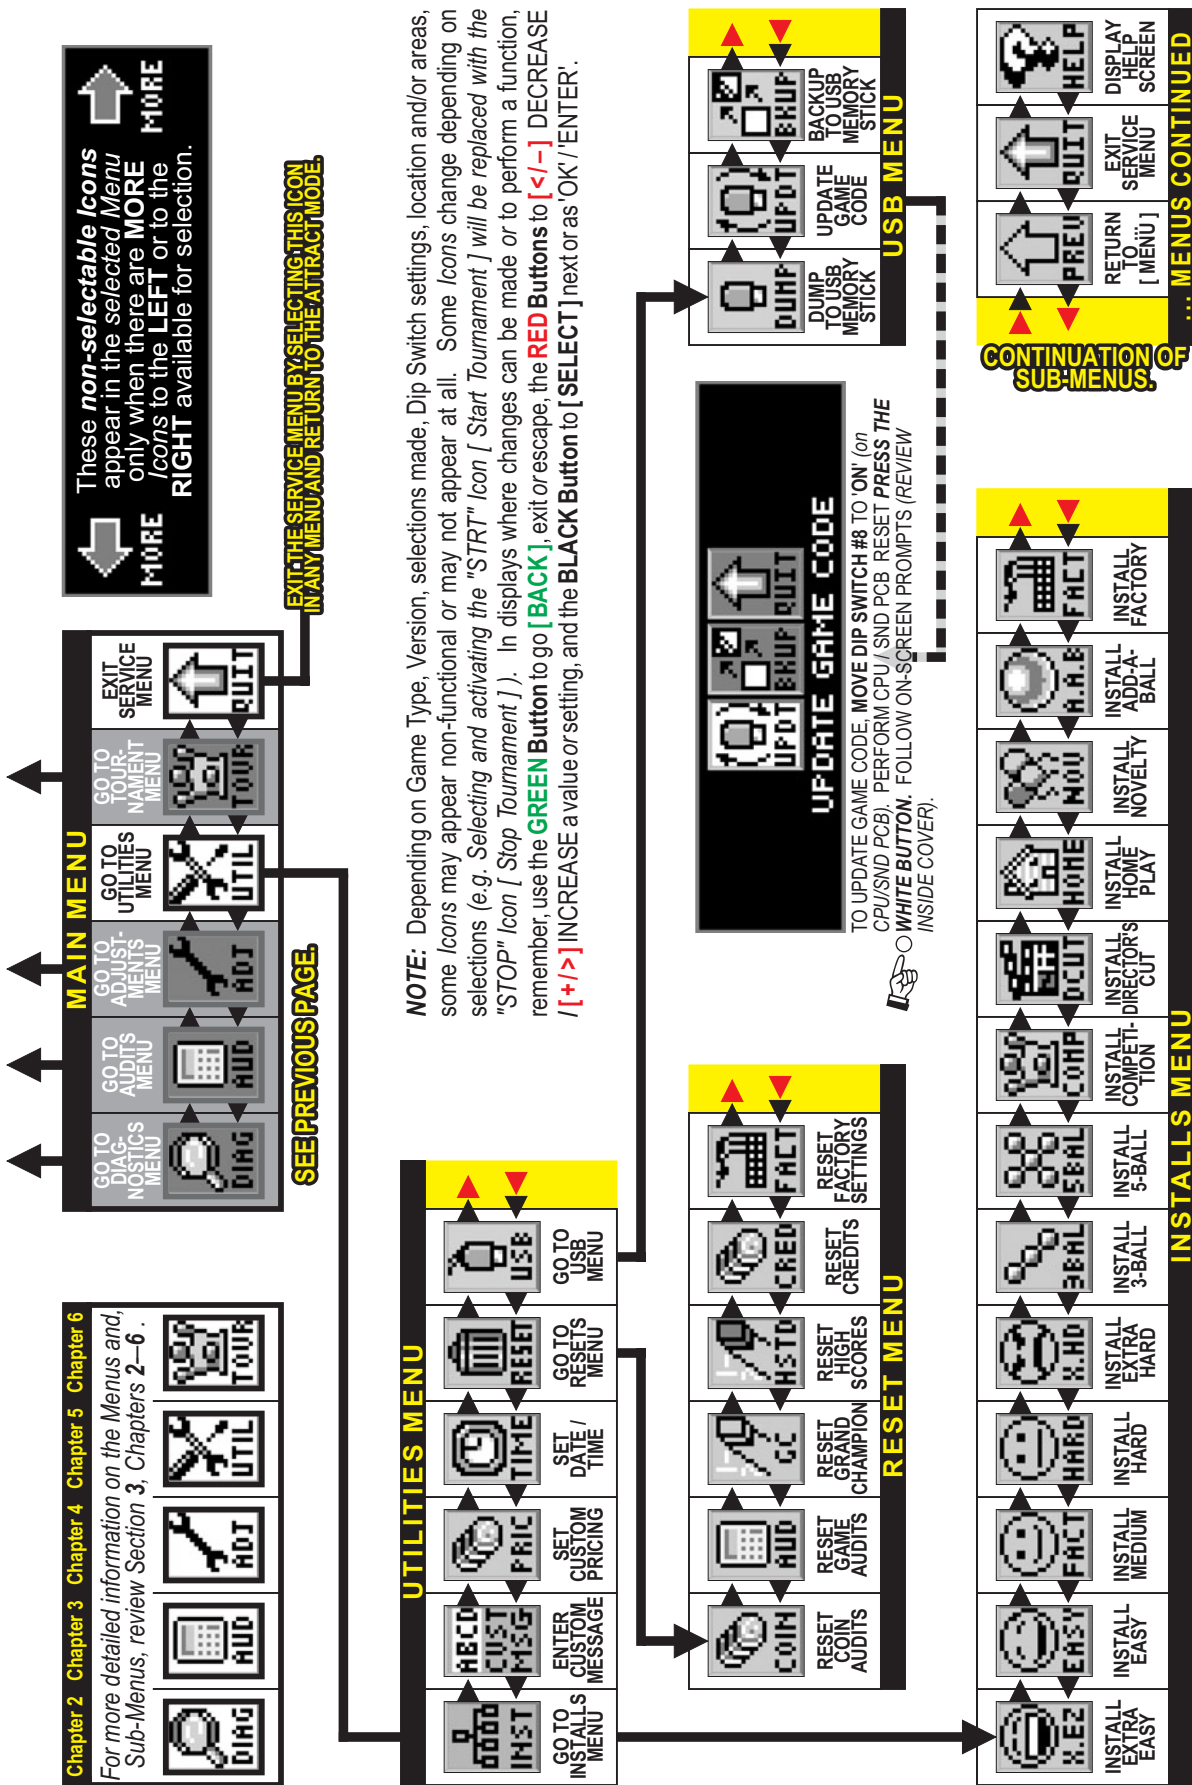 Chapter 2 Chapter 3 Chapter 4 Chapter 5 Chapter 6
For more detailed information on the Menus and,
Sub-Menus, review Section 3, Chapters 2–6 .
DIAG
AUD
ADJ
UTIL
TOUR
MAIN MENU
GO TO
DIAG-
NOSTICS
MENU
GO TO
AUDITS
MENU
GO TO
ADJUST-
MENTS
MENU
GO TO
UTILITIES
MENU
GO TO
TOUR-
NAMENT
MENU
EXIT
SERVICE
MENU
DIAG
AUD
ADJ
UTIL
TOUR
QUIT
SEE PREVIOUS PAGE.
MORE
These non-selectable Icons
appear in the selected Menu
only when there are MORE
Icons to the LEFT or to the
RIGHT available for selection.
MORE
EXIT THE SERVICE MENU BY SELECTING THIS ICON
IN ANY MENU AND RETURN TO THE ATTRACT MODE.
UTILITIES MENU
INST
ABCD
CUST
MSG
PRIC
TIME
RESET
USB
GO TO
INSTALLS
MENU
ENTER
CUSTOM
MESSAGE
SET
CUSTOM
PRICING
SET
DATE /
TIME
GO TO
RESETS
MENU
GO TO
USB
MENU
NOTE: Depending on Game Type, Version, selections made, Dip Switch settings, location and/or areas,
some Icons may appear non-functional or may not appear at all. Some Icons change depending on
selections (e.g. Selecting and activating the "STRT" Icon [ Start Tournament ] will be replaced with the
"STOP" Icon [ Stop Tournament ] ). In displays where changes can be made or to perform a function,
remember, use the GREEN Button to go [BACK], exit or escape, the RED Buttons to [</–] DECREASE
/ [+/>] INCREASE a value or setting, and the BLACK Button to [SELECT] next or as 'OK' / 'ENTER'.
COIN
AUD
GC
HSTD
CRED
FACT
RESET
COIN
AUDITS
RESET
GAME
AUDITS
RESET
GRAND
CHAMPION
RESET
HIGH
SCORES
RESET
CREDITS
RESET
FACTORY
SETTINGS
RESET MENU
UPDT
BKUP
QUIT
UPDATE GAME CODE
TO UPDATE GAME CODE, MOVE DIP SWITCH #8 TO 'ON' (on
CPU/SND PCB). PERFORM CPU / SND PCB RESET PRESS THE
WHITE BUTTON. FOLLOW ON-SCREEN PROMPTS (REVIEW
INSIDE COVER).
DUMP
UPDT
BKUP
DUMP
TO USB
MEMORY
STICK
UPDATE
GAME
CODE
BACKUP
TO USB
MEMORY
STICK
USB MENU
X.EZ
EASY
FACT
HARD
X.HD
3BAL
5BAL
COMP
DCUT
HOME
NOV
A.A.B
FACT
INSTALL
EXTRA
EASY
INSTALL
EASY
INSTALL
MEDIUM
INSTALL
HARD
INSTALL
EXTRA
HARD
INSTALL
3-BALL
INSTALL
5-BALL
INSTALL
COMPETI-
TION
INSTALL
DIRECTOR'S
CUT
INSTALL
HOME
PLAY
INSTALL
NOVELTY
INSTALL
ADD-A-
BALL
INSTALL
FACTORY
INSTALLS MENU
CONTINUATION OF
SUB-MENUS.
PREV
QUIT
HELP
RETURN
TO...
[ MENU ]
EXIT
SERVICE
MENU
DISPLAY
HELP
SCREEN
... MENUS CONTINUED